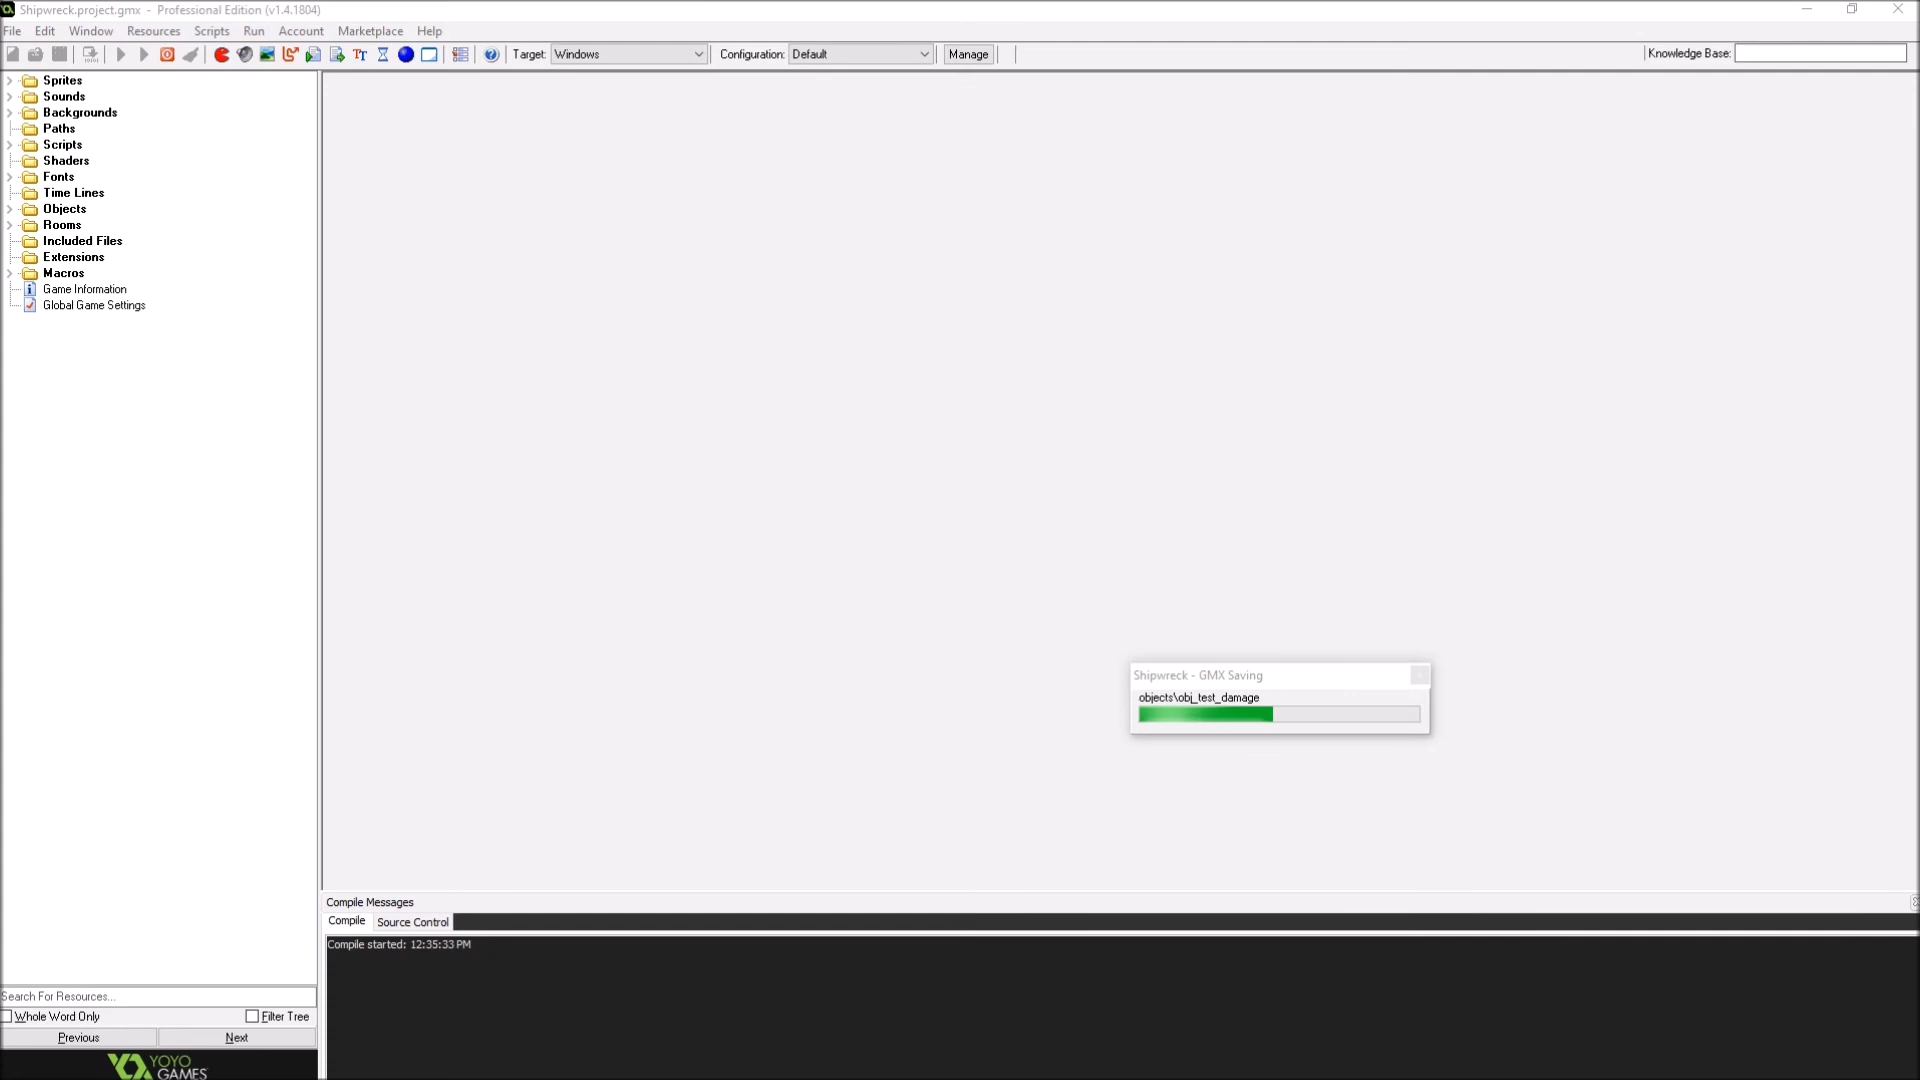 Shipwreck.project.gmx - Professional Edition (v1.4.1804)
File Edit Window Resources Scripts Run Account Marketplace Help
Target: Windows Configuration: Default Manage Knowledge Base:
Sprites
Sounds
Backgrounds
Paths
Scripts
Shaders
Fonts
Time Lines
Objects
Rooms
Included Files
Extensions
Macros
Game Information
Global Game Settings
Shipwreck - GMX Saving
objects\obj_test_damage
Compile Messages
Compile Source Control
Compile started: 12:35:33 PM
Search For Resources...
Whole Word Only Filter Tree
Previous Next
YOYO
GAMES